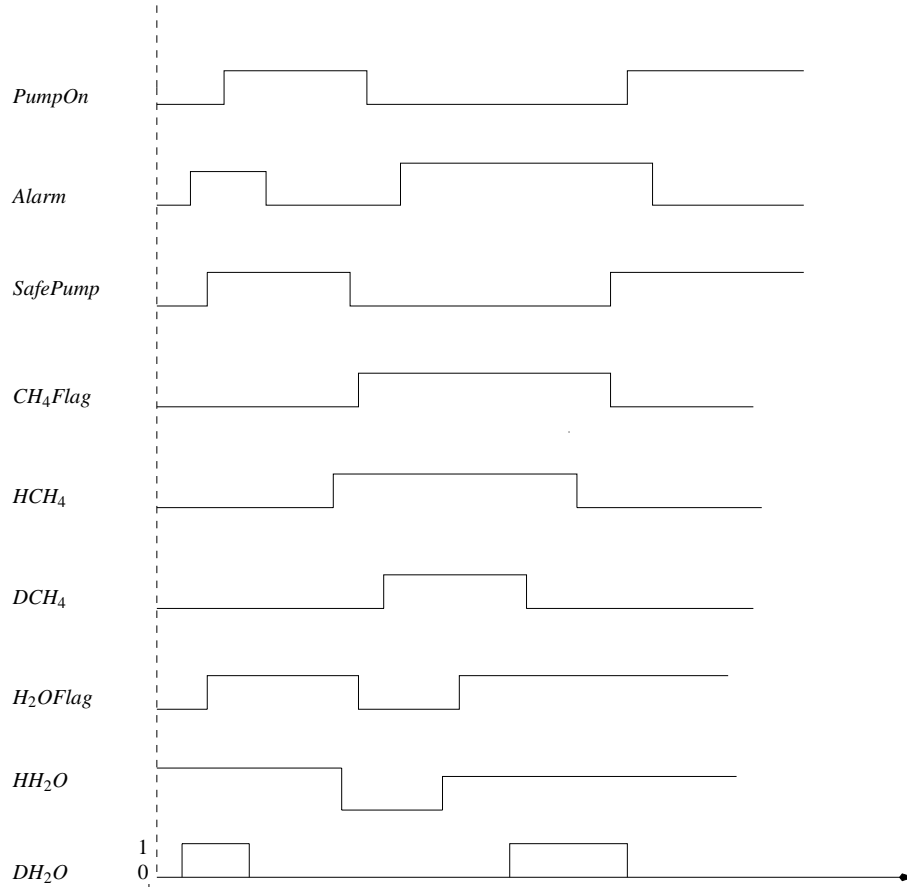 PumpOn
Alarm
SafePump
CH₄Flag
HCH₄
DCH₄
H₂OFlag
HH₂O
1
0
DH₂O